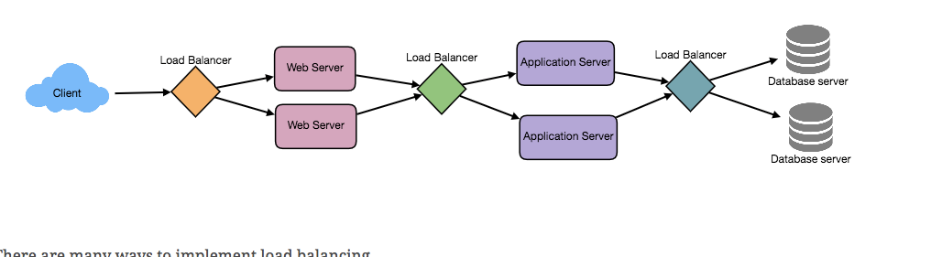 Client
Load Balancer
Web Server
Web Server
Load Balancer
Application Server
Application Server
Load Balancer
Database server
Database server
There are many ways to implement load balancing.